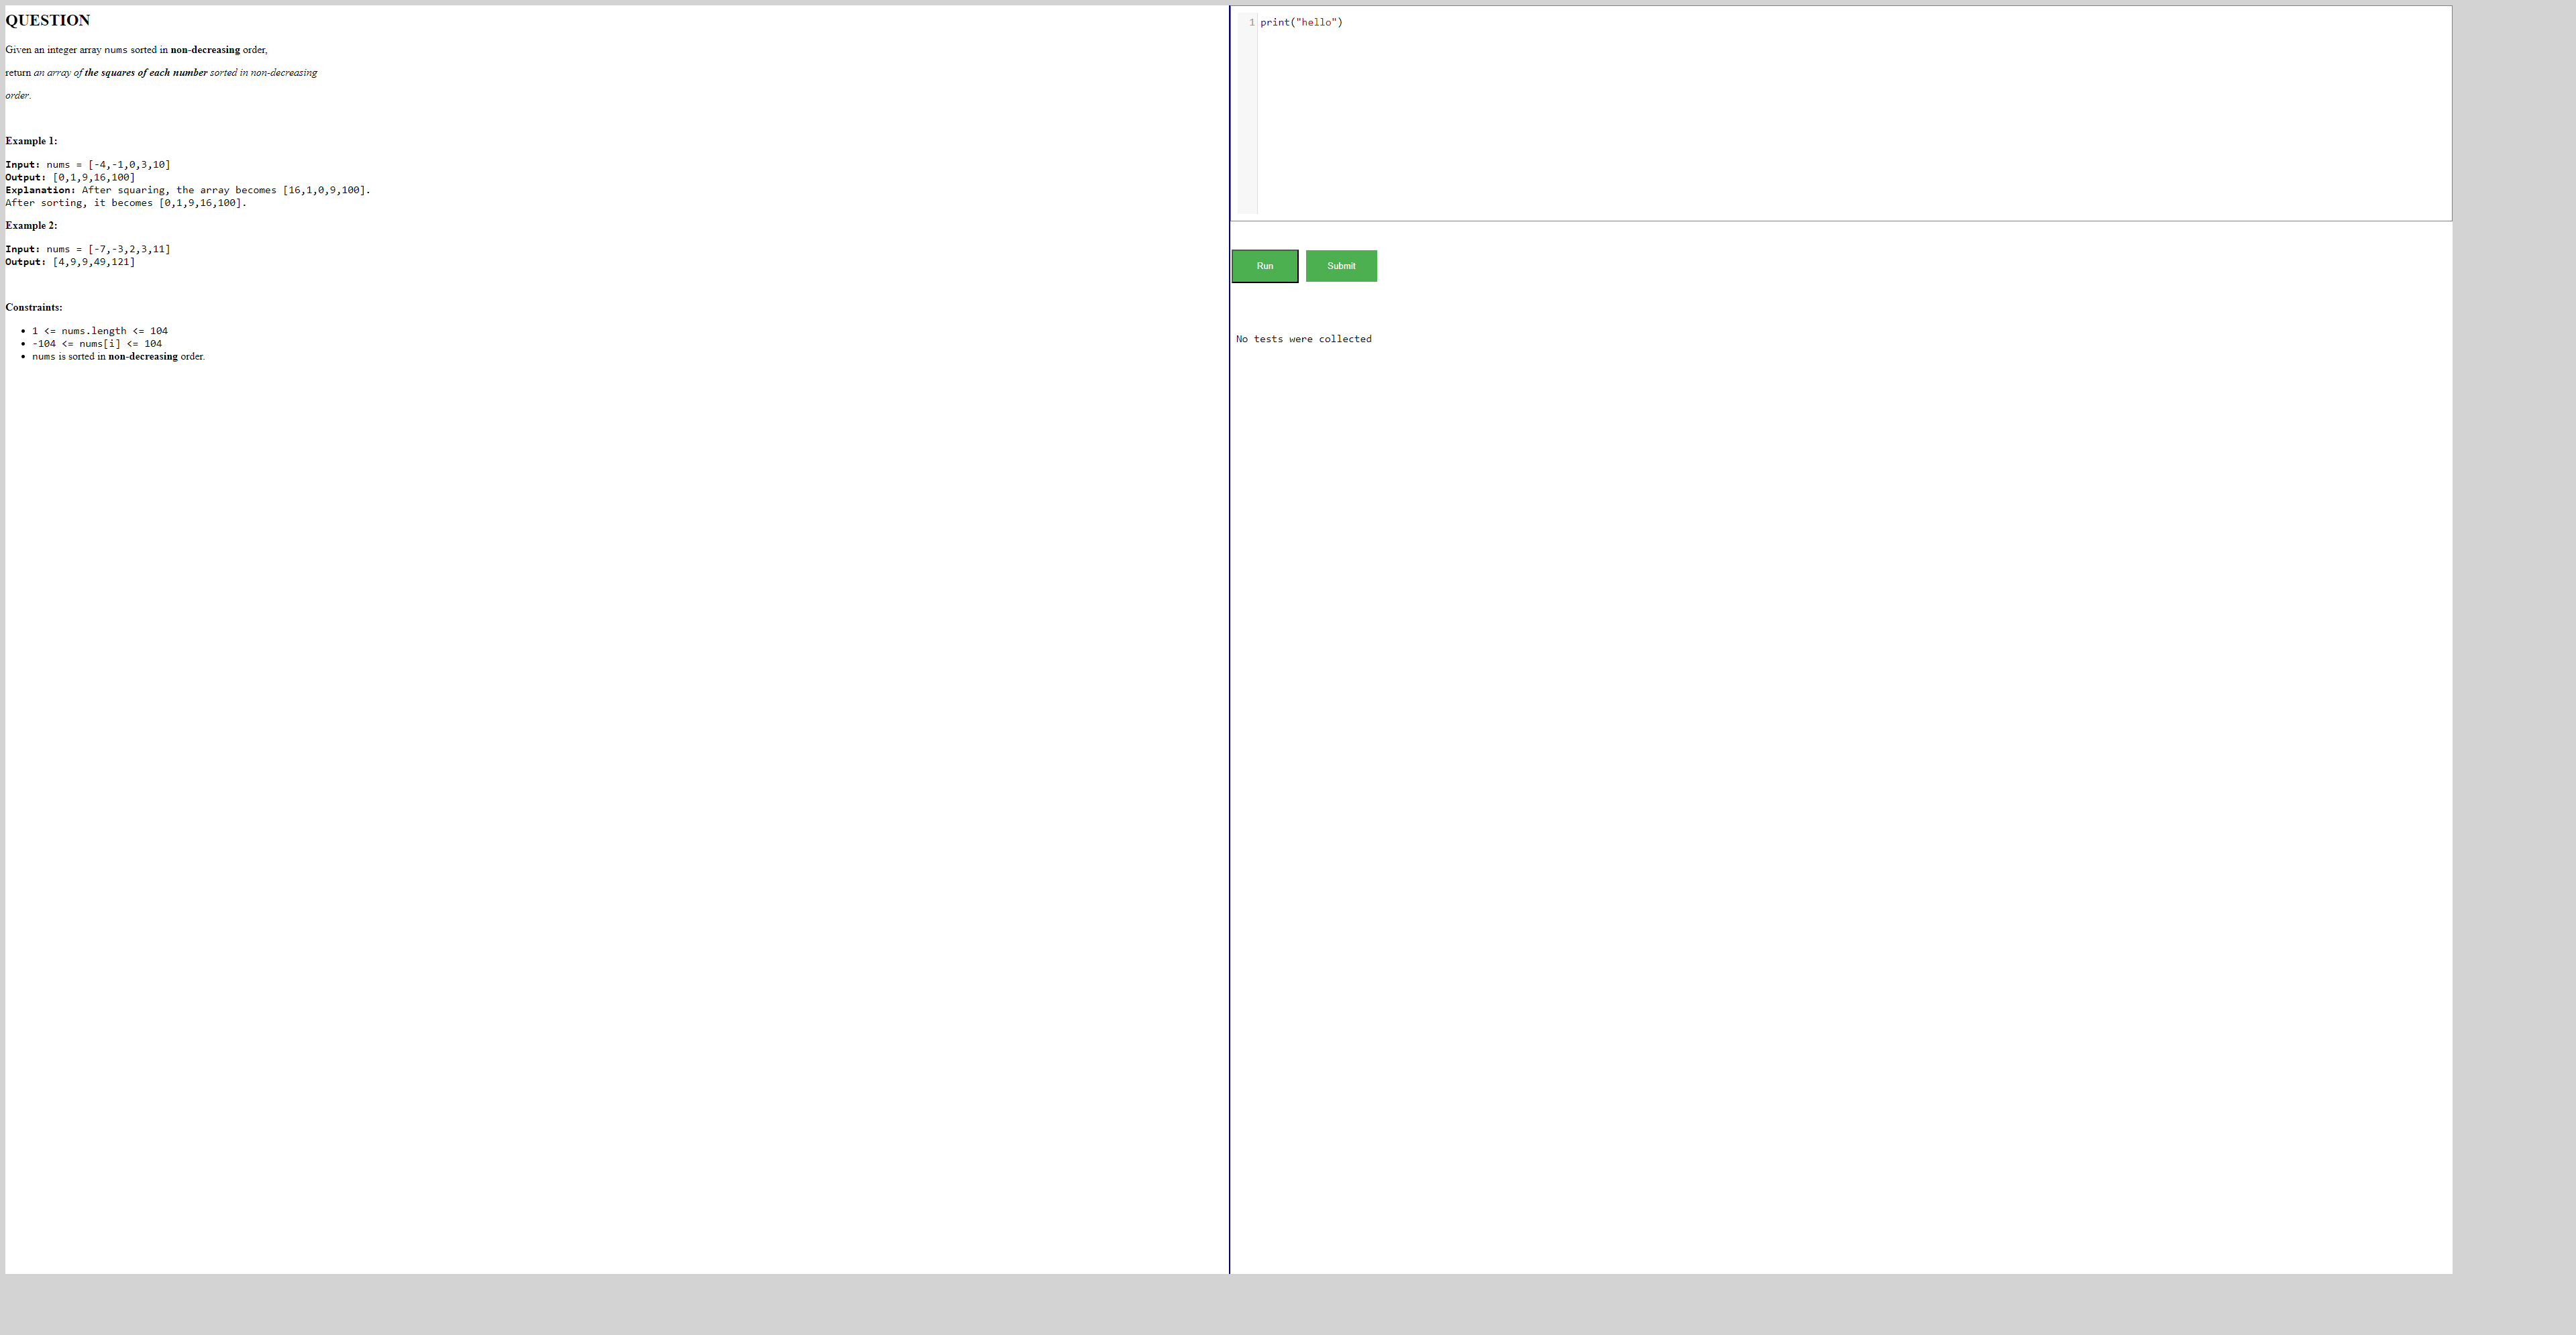 QUESTION
Given an integer array nums sorted in non-decreasing order,
return an array of the squares of each number sorted in non-decreasing
order.
Example 1:
Input: nums = [-4,-1,0,3,10]
Output: [0,1,9,16,100]
Explanation: After squaring, the array becomes [16,1,0,9,100].
After sorting, it becomes [0,1,9,16,100].
Example 2:
Input: nums = [-7,-3,2,3,11]
Output: [4,9,9,49,121]
Constraints:
• 1 <= nums.length <= 104
• -104 <= nums[i] <= 104
• nums is sorted in non-decreasing order.
1 print("hello")
Run Submit
No tests were collected